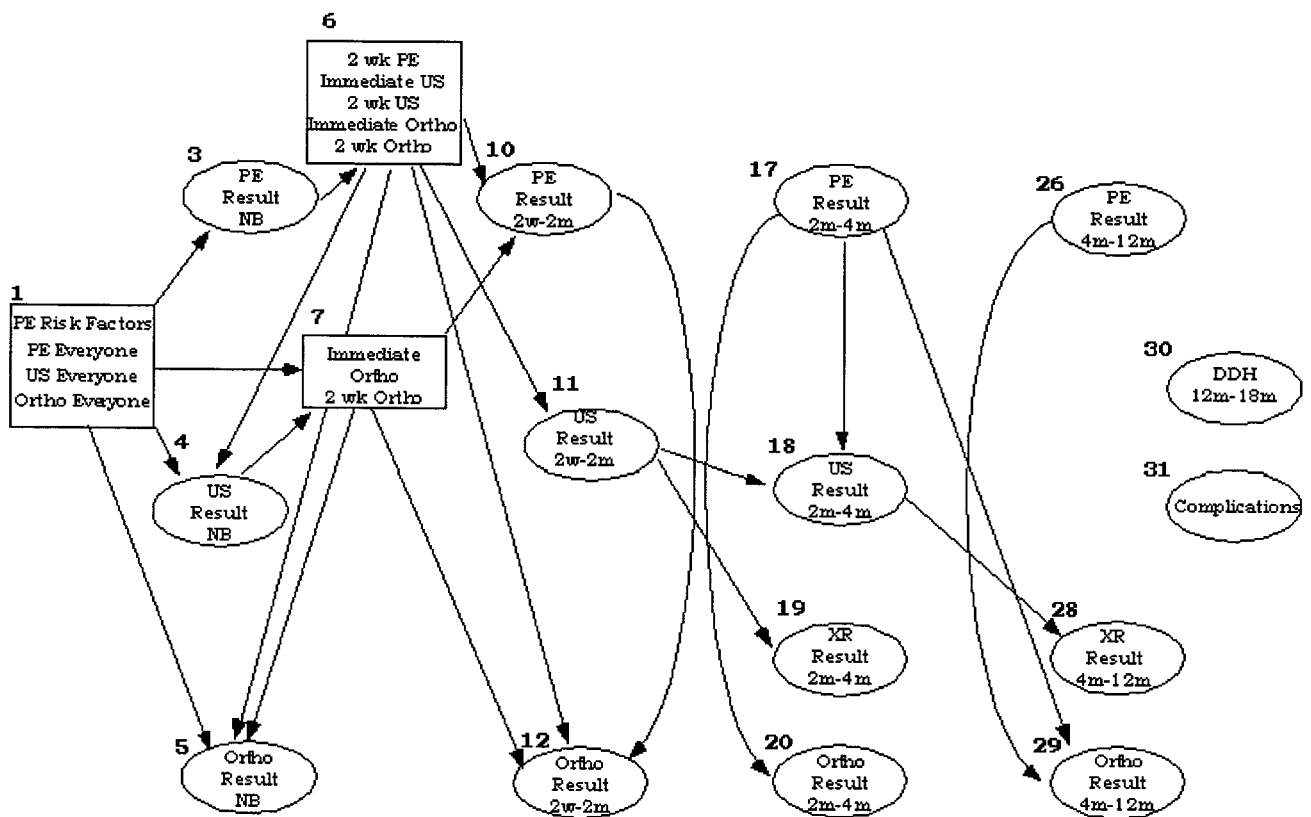 6
2 wk PE
Immediate US
2 wk US
Immediate Ortho
2 wk Ortho
3
PE
Result
NB
10
PE
Result
2w-2m
17
PE
Result
2m-4m
26
PE
Result
4m-12m
1
PE Risk Factors
PE Everyone
US Everyone
Ortho Everyone
7
Immediate
Ortho
2 wk Ortho
4
US
Result
NB
11
US
Result
2w-2m
18
US
Result
2m-4m
30
DDH
12m-18m
31
Complications
19
XR
Result
2m-4m
28
XR
Result
4m-12m
5
Ortho
Result
NB
12
Ortho
Result
2w-2m
20
Ortho
Result
2m-4m
29
Ortho
Result
4m-12m